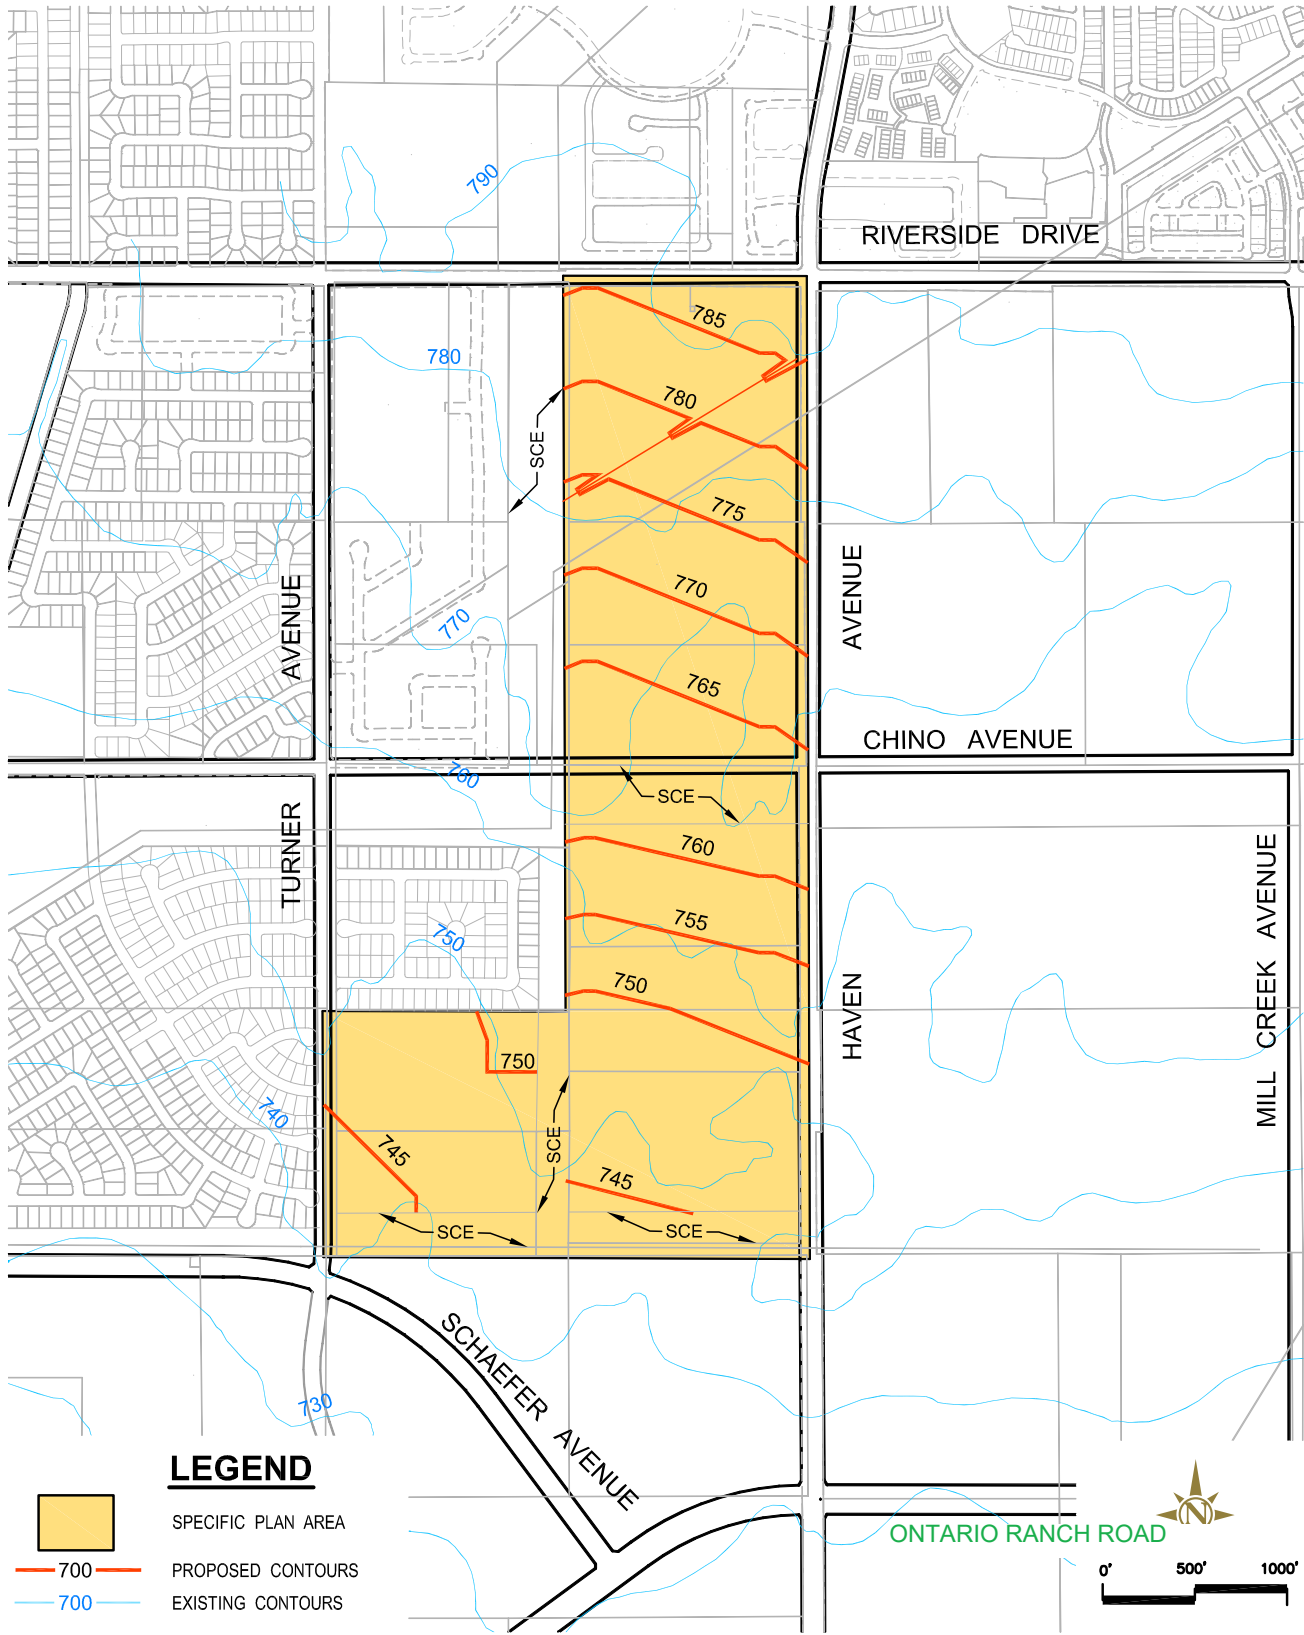 790
RIVERSIDE DRIVE
785
780
780
SCE
775
AVENUE
AVENUE
770
770
765
CHINO AVENUE
760
SCE
TURNER
760
MILL CREEK AVENUE
755
750
HAVEN
750
750
740
745
SCE
745
SCE
SCE
SCHAEFER AVENUE
730
LEGEND
SPECIFIC PLAN AREA
700
PROPOSED CONTOURS
700
EXISTING CONTOURS
N
ONTARIO RANCH ROAD
0' 500' 1000'